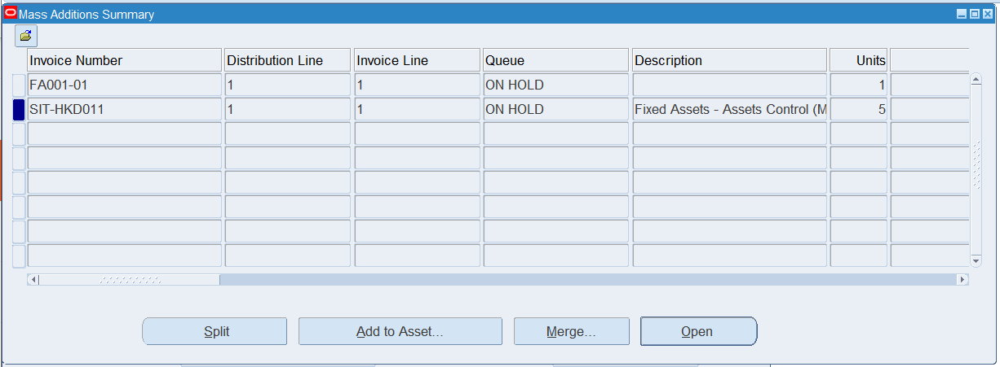 Mass Additions Summary
Invoice Number Distribution Line Invoice Line Queue Description Units
FA001-01 1 1 ON HOLD 1
SIT-HKD011 1 1 ON HOLD Fixed Assets - Assets Control (M 5
Split Add to Asset... Merge... Open